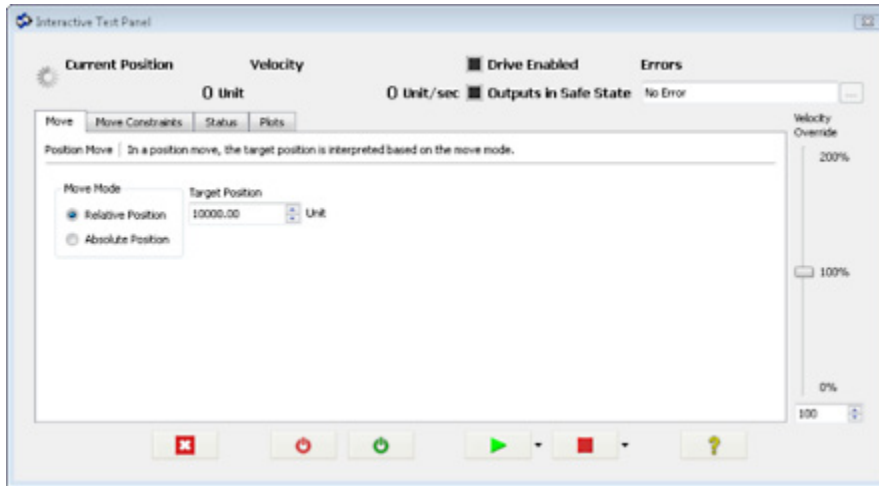 Interactive Test Panel
Current Position Velocity Drive Enabled Errors
0 Unit 0 Unit/sec Outputs in Safe State No Error ...
Move Move Constraints Status Plots
Velocity Override
Position Move In a position move, the target position is interpreted based on the move mode.
200%
Move Mode Target Position
Relative Position 10000.00 Unit
Absolute Position
100%
0%
100